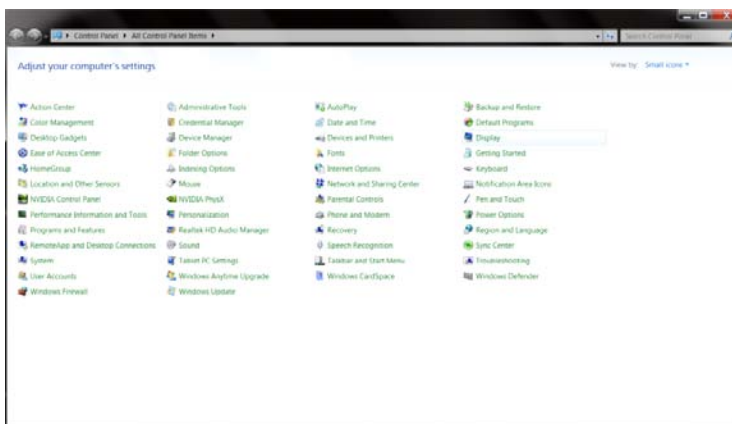 Control Panel ▸ All Control Panel Items ▸
Search Control Panel
Adjust your computer's settings
View by: Small icons
Action Center
Administrative Tools
AutoPlay
Backup and Restore
Color Management
Credential Manager
Date and Time
Default Programs
Desktop Gadgets
Device Manager
Devices and Printers
Display
Ease of Access Center
Folder Options
Fonts
Getting Started
HomeGroup
Indexing Options
Internet Options
Keyboard
Location and Other Sensors
Mouse
Network and Sharing Center
Notification Area Icons
NVIDIA Control Panel
NVIDIA PhysX
Parental Controls
Pen and Touch
Performance Information and Tools
Personalization
Phone and Modem
Power Options
Programs and Features
Realtek HD Audio Manager
Recovery
Region and Language
RemoteApp and Desktop Connections
Sound
Speech Recognition
Sync Center
System
Tablet PC Settings
Taskbar and Start Menu
Troubleshooting
User Accounts
Windows Anytime Upgrade
Windows CardSpace
Windows Defender
Windows Firewall
Windows Update